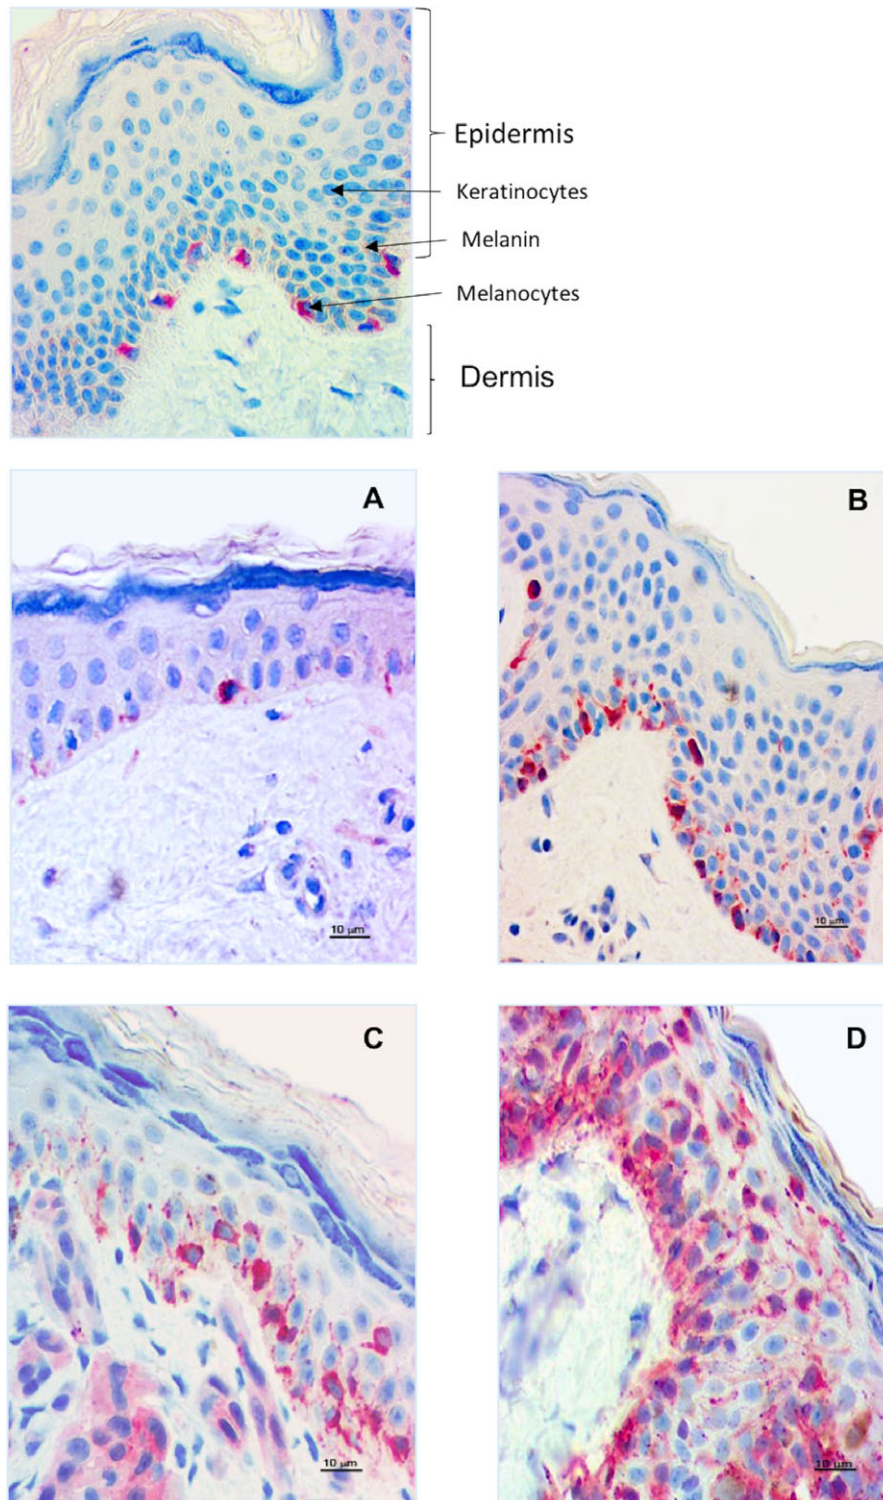 Epidermis
Keratinocytes
Melanin
Melanocytes
Dermis
A
B
10 µm
10 µm
C
D
10 µm
10 µm